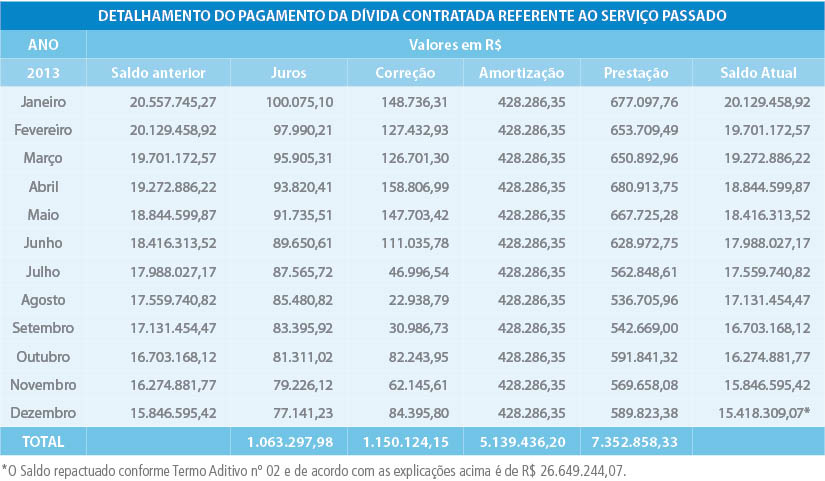 DETALHAMENTO DO PAGAMENTO DA DÍVIDA CONTRATADA REFERENTE AO SERVIÇO PASSADO
ANO Valores em R$
2013 Saldo anterior Juros Correção Amortização Prestação Saldo Atual
Janeiro 20.557.745,27 100.075,10 148.736,31 428.286,35 677.097,76 20.129.458,92
Fevereiro 20.129.458,92 97.990,21 127.432,93 428.286,35 653.709,49 19.701.172,57
Março 19.701.172,57 95.905,31 126.701,30 428.286,35 650.892,96 19.272.886,22
Abril 19.272.886,22 93.820,41 158.806,99 428.286,35 680.913,75 18.844.599,87
Maio 18.844.599,87 91.735,51 147.703,42 428.286,35 667.725,28 18.416.313,52
Junho 18.416.313,52 89.650,61 111.035,78 428.286,35 628.972,75 17.988.027,17
Julho 17.988.027,17 87.565,72 46.996,54 428.286,35 562.848,61 17.559.740,82
Agosto 17.559.740,82 85.480,82 22.938,79 428.286,35 536.705,96 17.131.454,47
Setembro 17.131.454,47 83.395,92 30.986,73 428.286,35 542.669,00 16.703.168,12
Outubro 16.703.168,12 81.311,02 82.243,95 428.286,35 591.841,32 16.274.881,77
Novembro 16.274.881,77 79.226,12 62.145,61 428.286,35 569.658,08 15.846.595,42
Dezembro 15.846.595,42 77.141,23 84.395,80 428.286,35 589.823,38 15.418.309,07*
TOTAL 1.063.297,98 1.150.124,15 5.139.436,20 7.352.858,33
*O Saldo repactuado conforme Termo Aditivo nº 02 e de acordo com as explicações acima é de R$ 26.649.244,07.